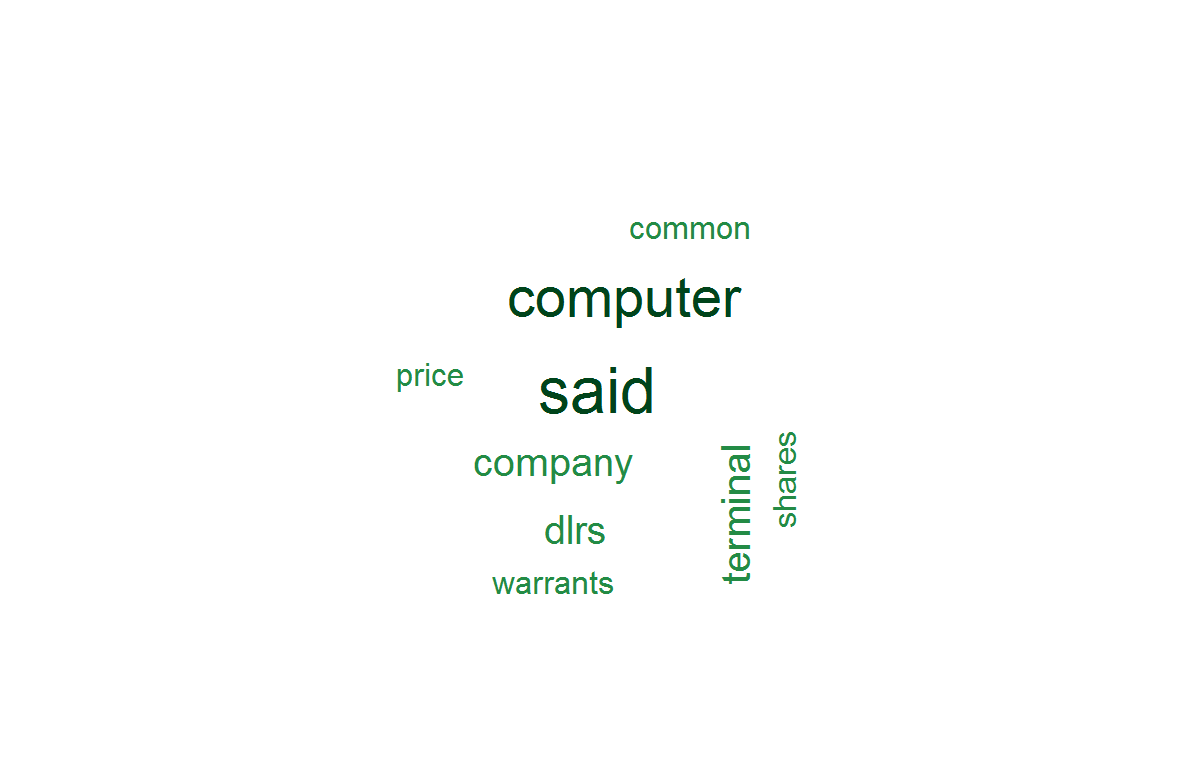 common
computer
price
said
company
terminal
shares
dlrs
warrants